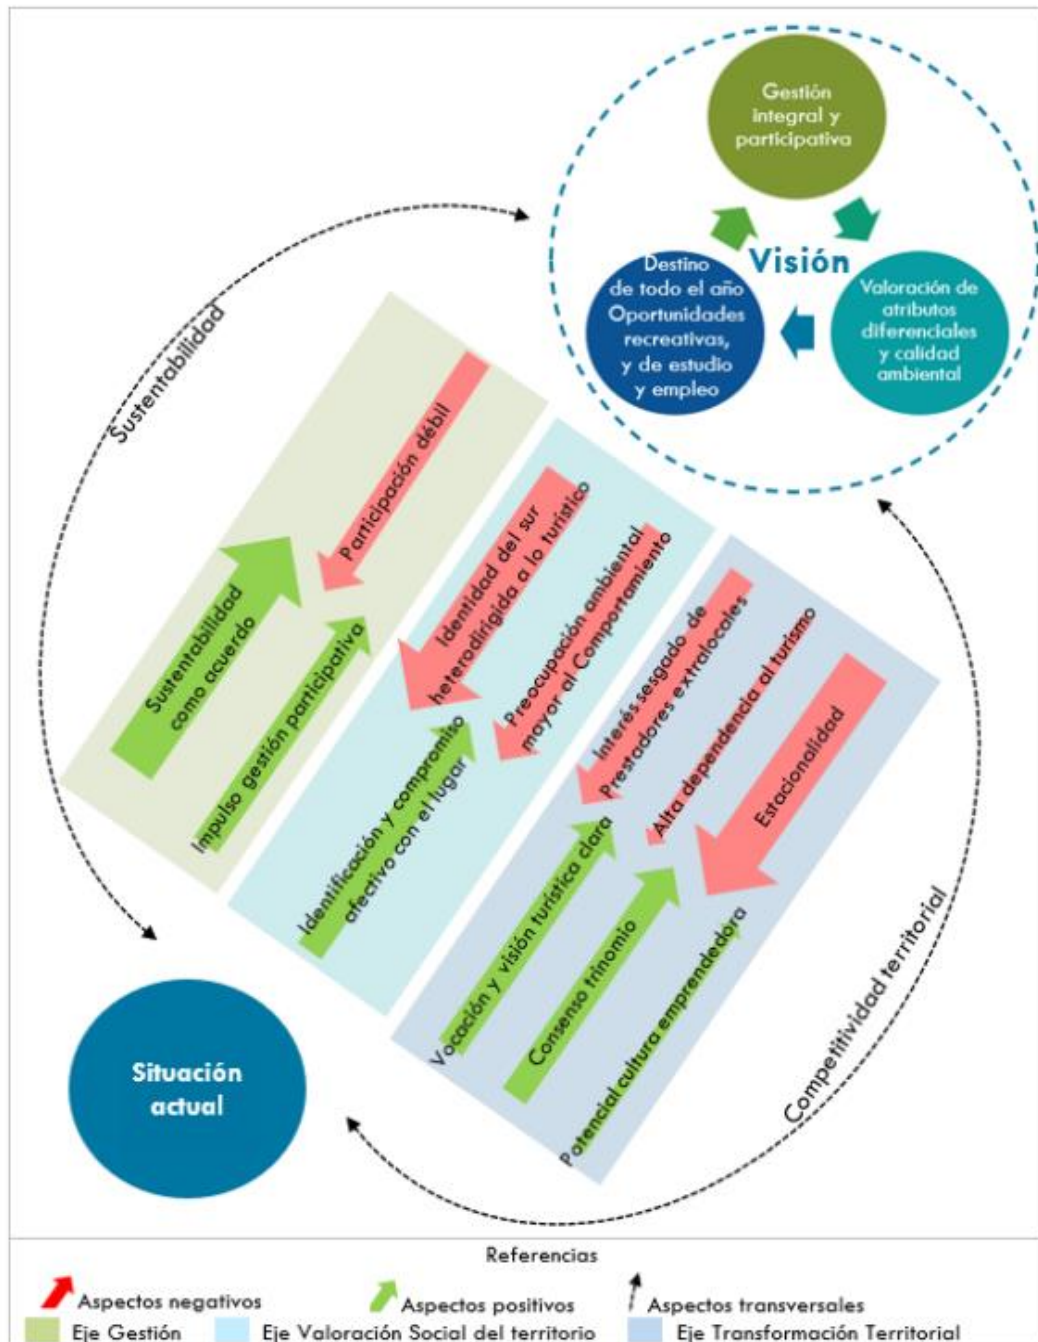 Gestión
integral y
participativa
Visión
Destino
de todo el año
Oportunidades
recreativas,
y de estudio
y empleo
Valoración de
atributos
diferenciales
y calidad
ambiental
Sustentabilidad
Participación débil
Sustentabilidad
como acuerdo
Impulso gestión participativa
Identidad del sur
heterodirigida a lo turístico
Preocupación ambiental
mayor al Comportamiento
Identificación y compromiso
afectivo con el lugar
Interés sesgado de
Prestadores extralocales
Alta dependencia al turismo
Estacionalidad
Vocación y visión turística clara
Consenso trinomio
Potencial cultura emprendedora
Competitividad territorial
Situación
actual
Referencias
Aspectos negativos
Aspectos positivos
Aspectos transversales
Eje Gestión
Eje Valoración Social del territorio
Eje Transformación Territorial